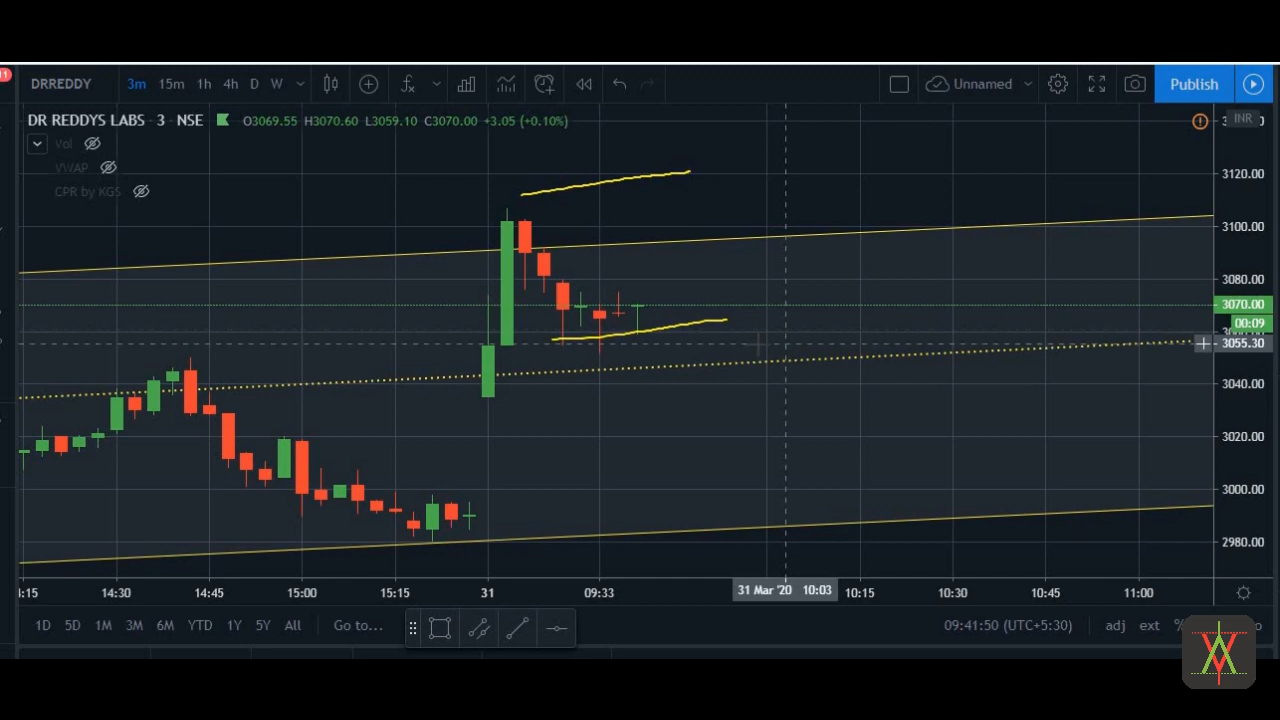 11
DRREDDY 3m 15m 1h 4h D W Unnamed Publish
DR REDDYS LABS 3 NSE O3069.55 H3070.60 L3059.10 C3070.00 +3.05 (+0.10%) INR
Vol
VWAP
CPR by KGS
3120.00
3100.00
3080.00
3070.00
00:09
3055.30
3040.00
3020.00
3000.00
2980.00
14:30 14:45 15:00 15:15 31 09:33 31 Mar '20 10:03 10:15 10:30 10:45 11:00
1D 5D 1M 3M 6M YTD 1Y 5Y All Go to... 09:41:50 (UTC+5:30) adj ext %